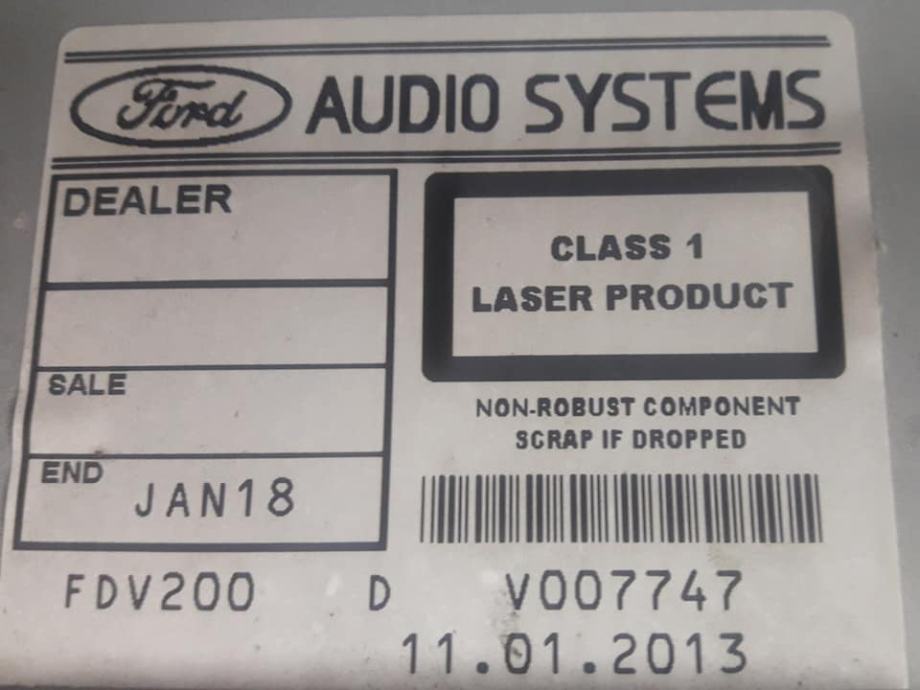 Ford AUDIO SYSTEMS
DEALER
SALE
END JAN18
CLASS 1
LASER PRODUCT
NON-ROBUST COMPONENT
SCRAP IF DROPPED
FDV200 D V007747
11.01.2013